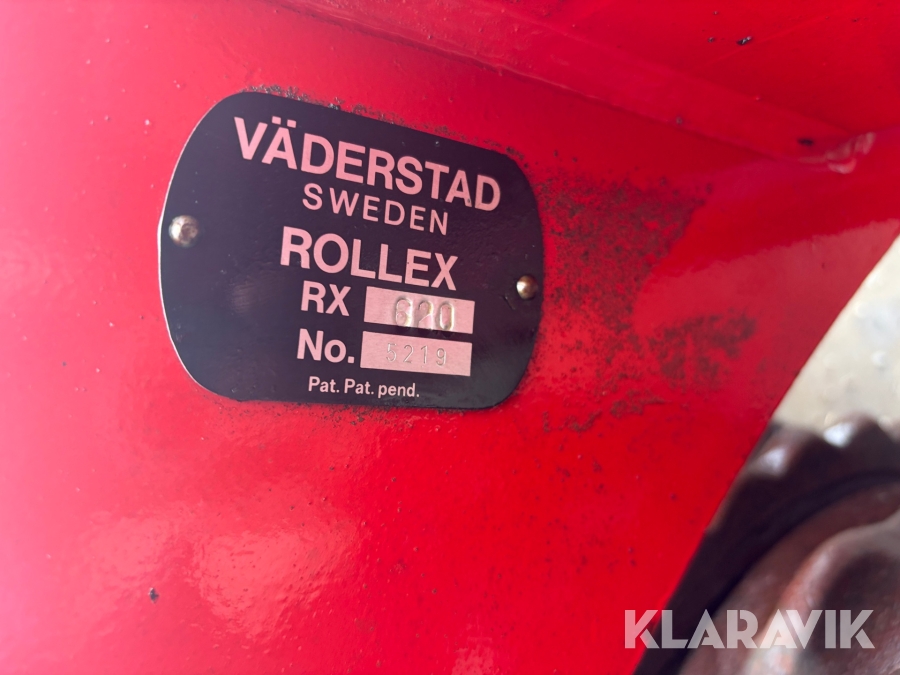 VÄDERSTAD
SWEDEN
ROLLEX
RX 620
No. 5219
Pat. Pat. pend.
KLARAVIK